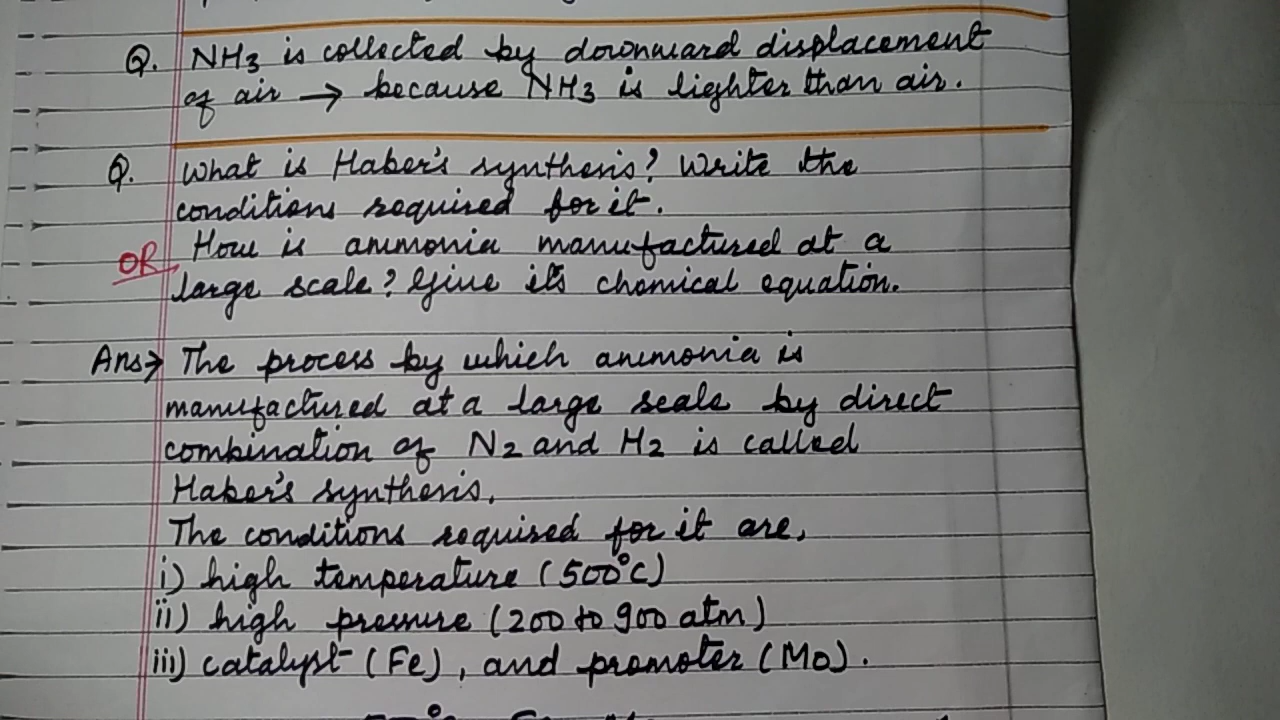 Q. NH3 is collected by downward displacement
of air → because NH3 is lighter than air.
Q. What is Haber's synthesis? Write the
conditions required for it.
OR How is ammonia manufactured at a
large scale? Give it's chemical equation.
Ans→ The process by which ammonia is
manufactured at a large scale by direct
combination of N2 and H2 is called
Haber's synthesis.
The conditions required for it are,
i) high temperature (500°C)
ii) high pressure (200 to 900 atm)
iii) catalyst (Fe), and promoter (Mo).